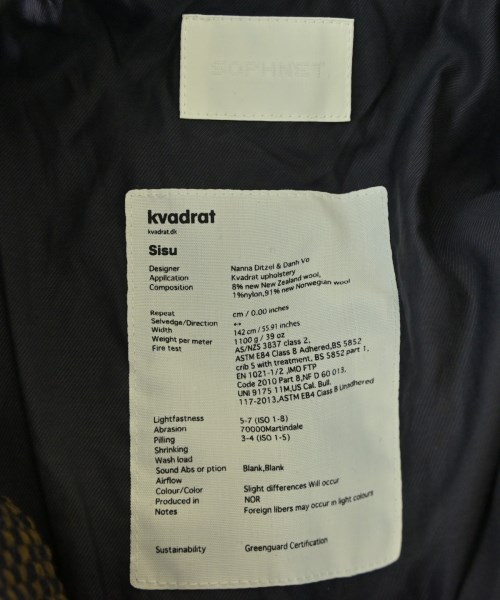 SOPHNET.
kvadrat
kvadrat.dk
Sisu
Designer Nanna Ditzel & Danh Vo
Application Kvadrat upholstery
Composition 8% new New Zealand wool,
1%nylon,91% new Norwegian wool
Repeat cm / 0.00 inches
Selvedge/Direction ↔
Width 142 cm / 55.91 inches
Weight per meter 1100 g / 39 oz
Fire test AS/NZS 3837 class 2,
ASTM E84 Class B Adhered,BS 5852
crib 5 with treatment, BS 5852 part 1,
EN 1021-1/2 ,IMO FTP
Code 2010 Part 8,NF D 60 013,
UNI 9175 11M,US Cal. Bull.
117-2013,ASTM E84 Class B Unadhered
Lightfastness 5-7 (ISO 1-8)
Abrasion 70000Martindale
Pilling 3-4 (ISO 1-5)
Shrinking
Wash load
Sound Abs or ption Blank,Blank
Airflow
Colour/Color Slight differences Will occur
Produced in NOR
Notes Foreign libers may occur in light colours
Sustainability Greenguard Certification